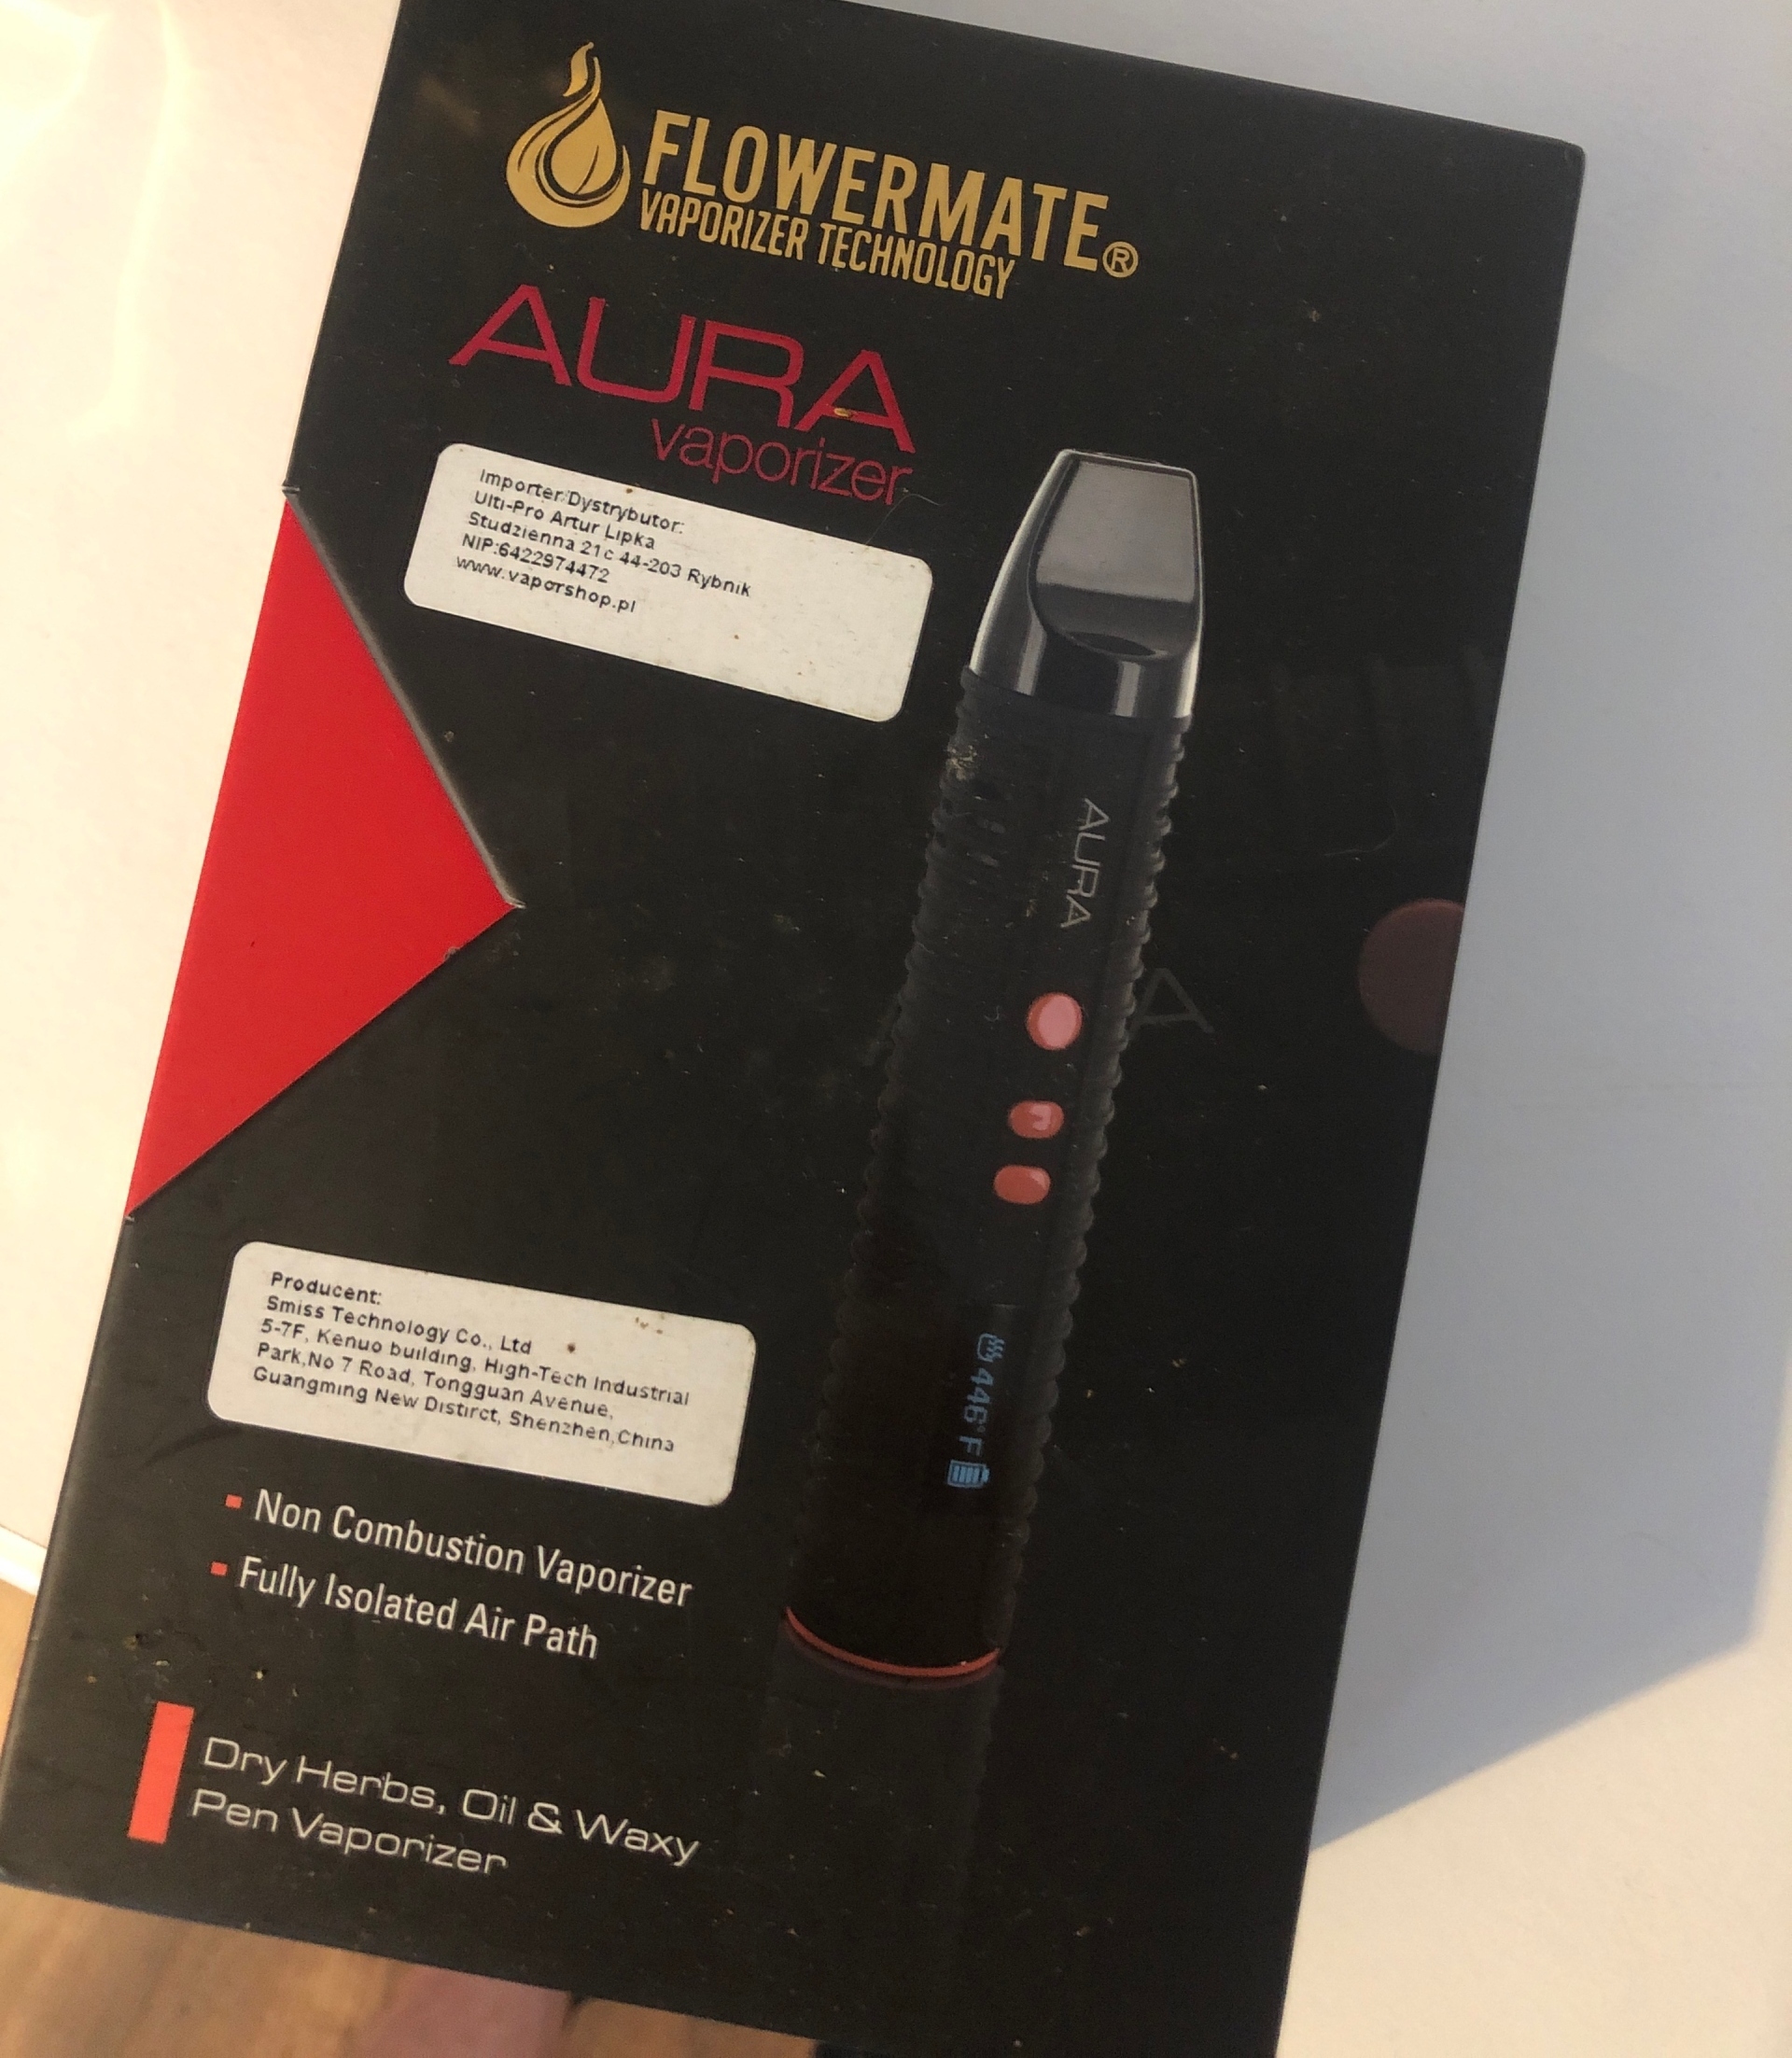 FLOWERMATE®
VAPORIZER TECHNOLOGY
AURA
vaporizer
Importer/Dystrybutor:
Ulti-Pro Artur Lipka
Studzienna 21c 44-203 Rybnik
NIP:6422974472
www.vaporshop.pl
AURA
446°F
Producent:
Smiss Technology Co., Ltd
5-7F, Kenuo building, High-Tech Industrial
Park,No 7 Road, Tongguan Avenue,
Guangming New Distirct, Shenzhen,China
Non Combustion Vaporizer
Fully Isolated Air Path
Dry Herbs, Oil & Waxy
Pen Vaporizer